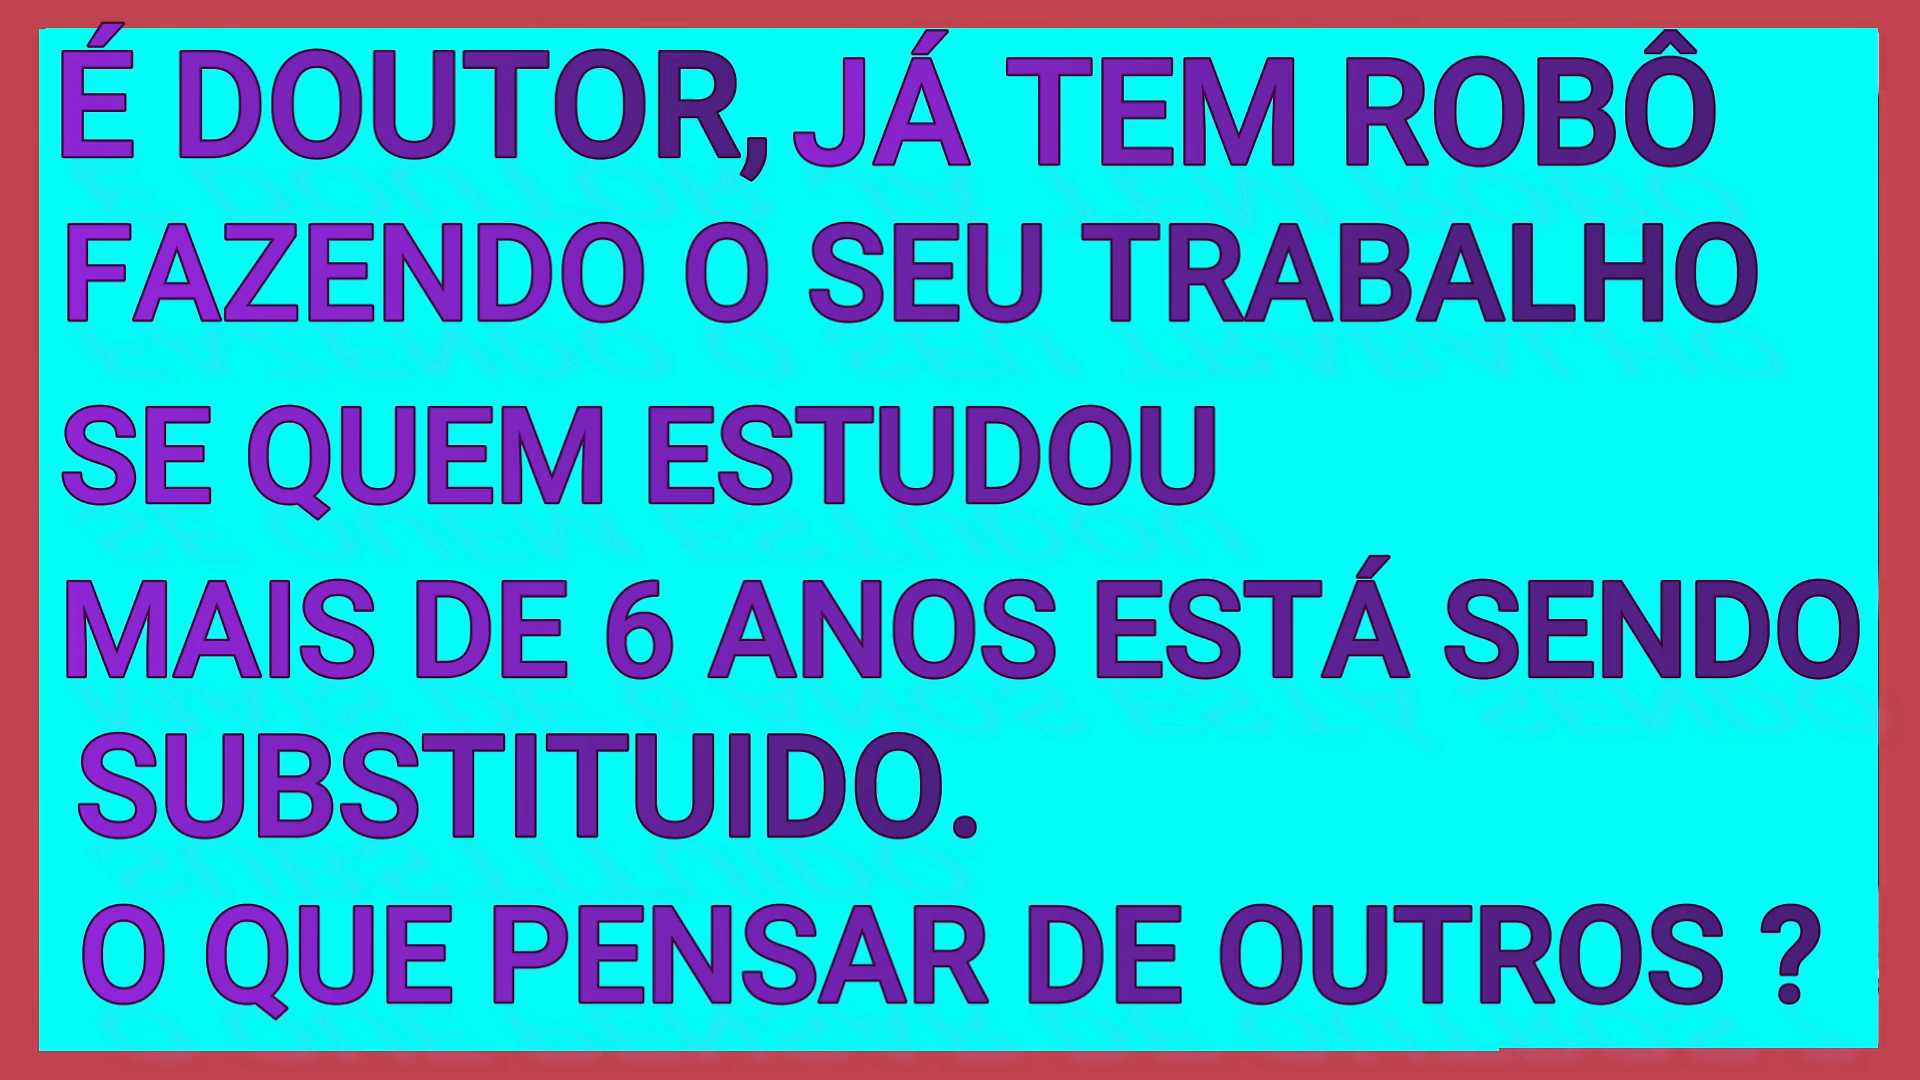 É DOUTOR, JÁ TEM ROBÔ
FAZENDO O SEU TRABALHO
SE QUEM ESTUDOU
MAIS DE 6 ANOS ESTÁ SENDO
SUBSTITUIDO.
O QUE PENSAR DE OUTROS ?